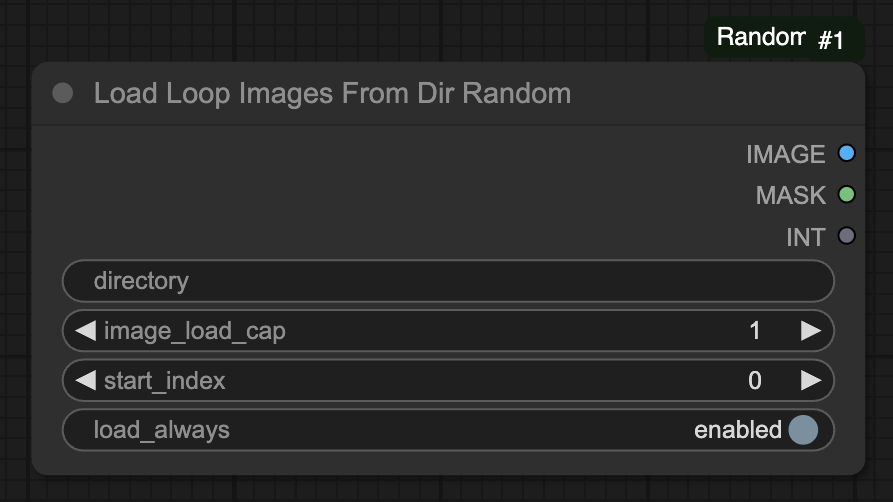 Random #1
Load Loop Images From Dir Random
IMAGE
MASK
INT
directory
image_load_cap 1
start_index 0
load_always enabled